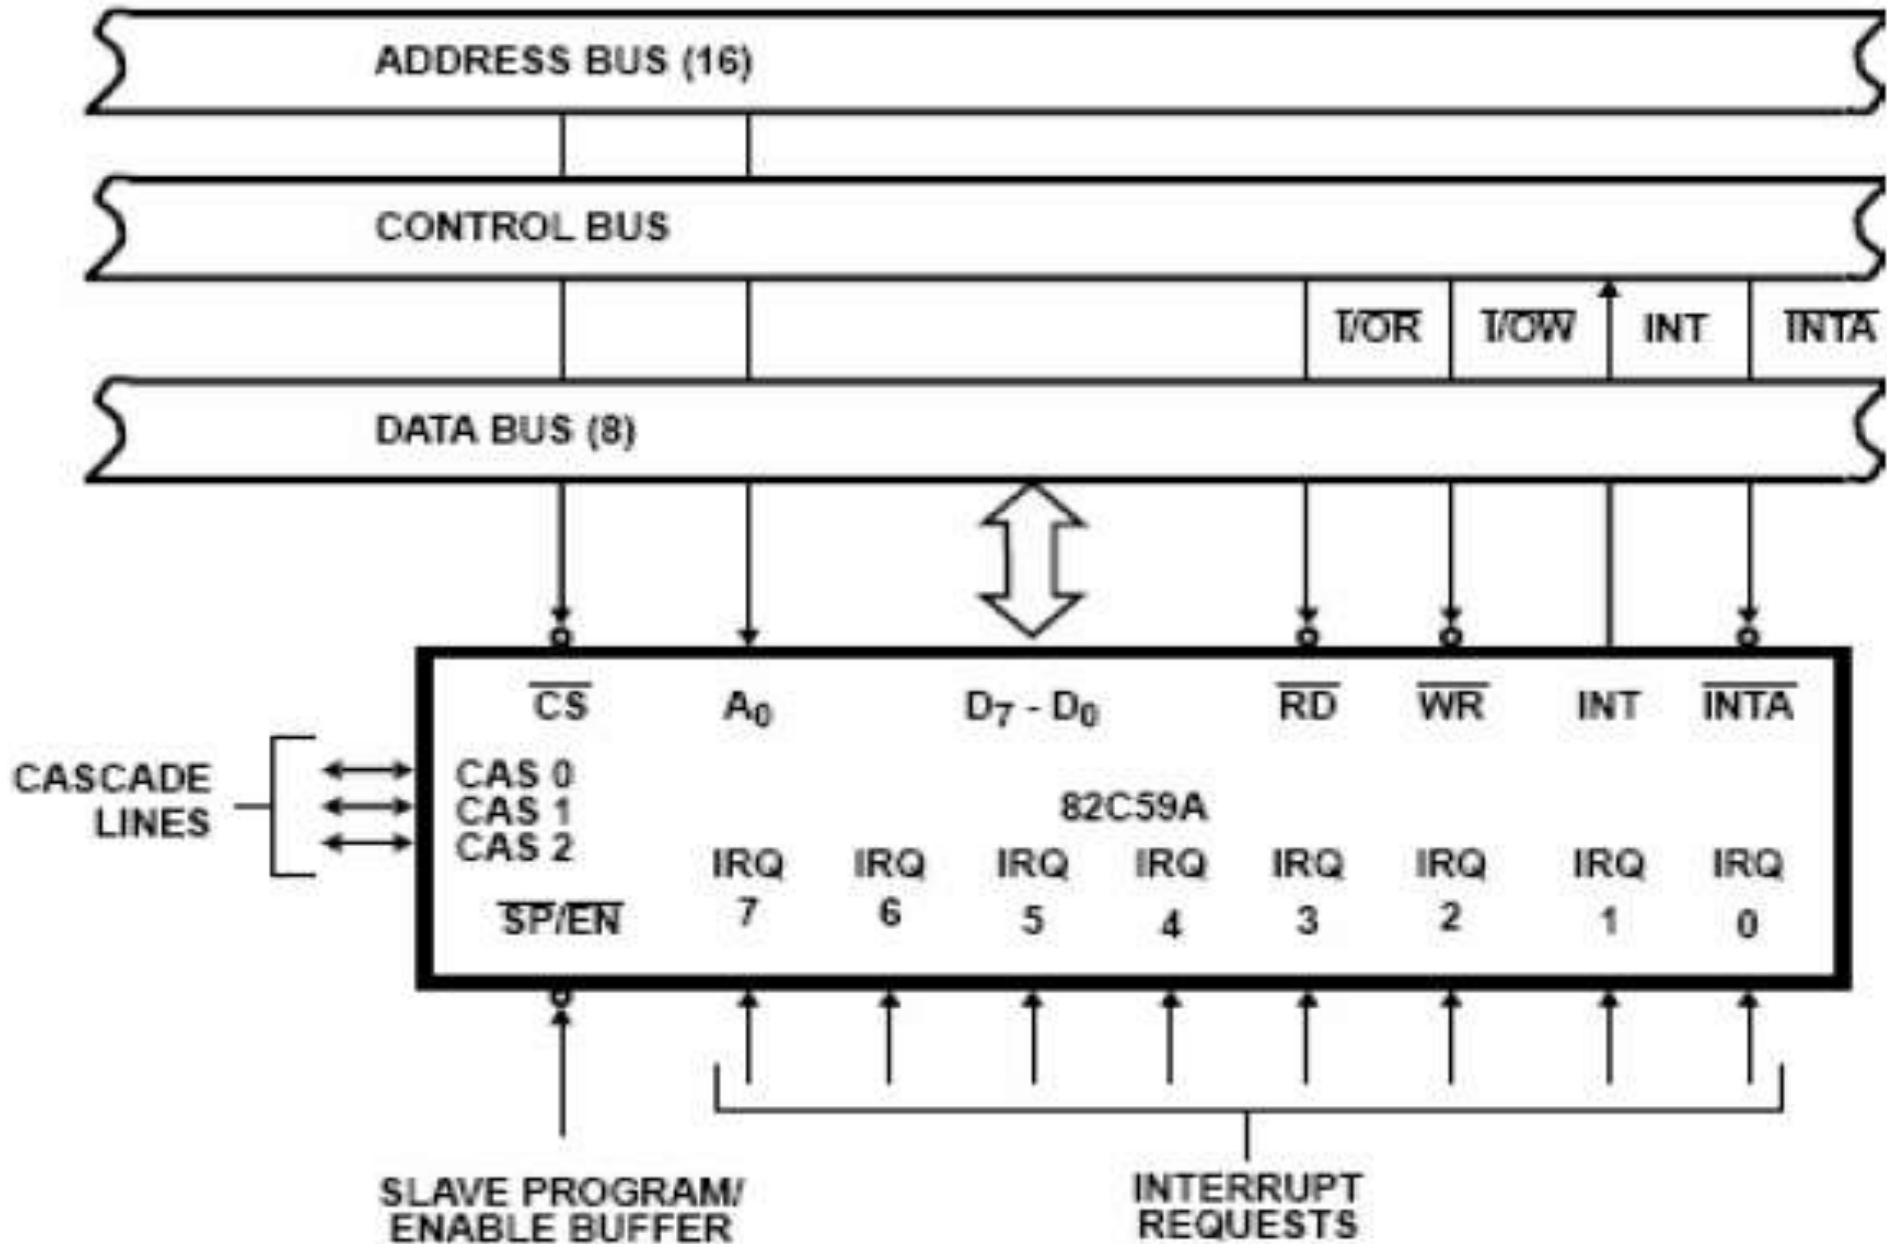 ADDRESS BUS (16)
CONTROL BUS
I/OR I/OW INT INTA
DATA BUS (8)
CS A0 D7 - D0 RD WR INT INTA
CASCADE
LINES
CAS 0
CAS 1
CAS 2
82C59A
IRQ IRQ IRQ IRQ IRQ IRQ IRQ IRQ
7 6 5 4 3 2 1 0
SP/EN
SLAVE PROGRAM/
ENABLE BUFFER
INTERRUPT
REQUESTS